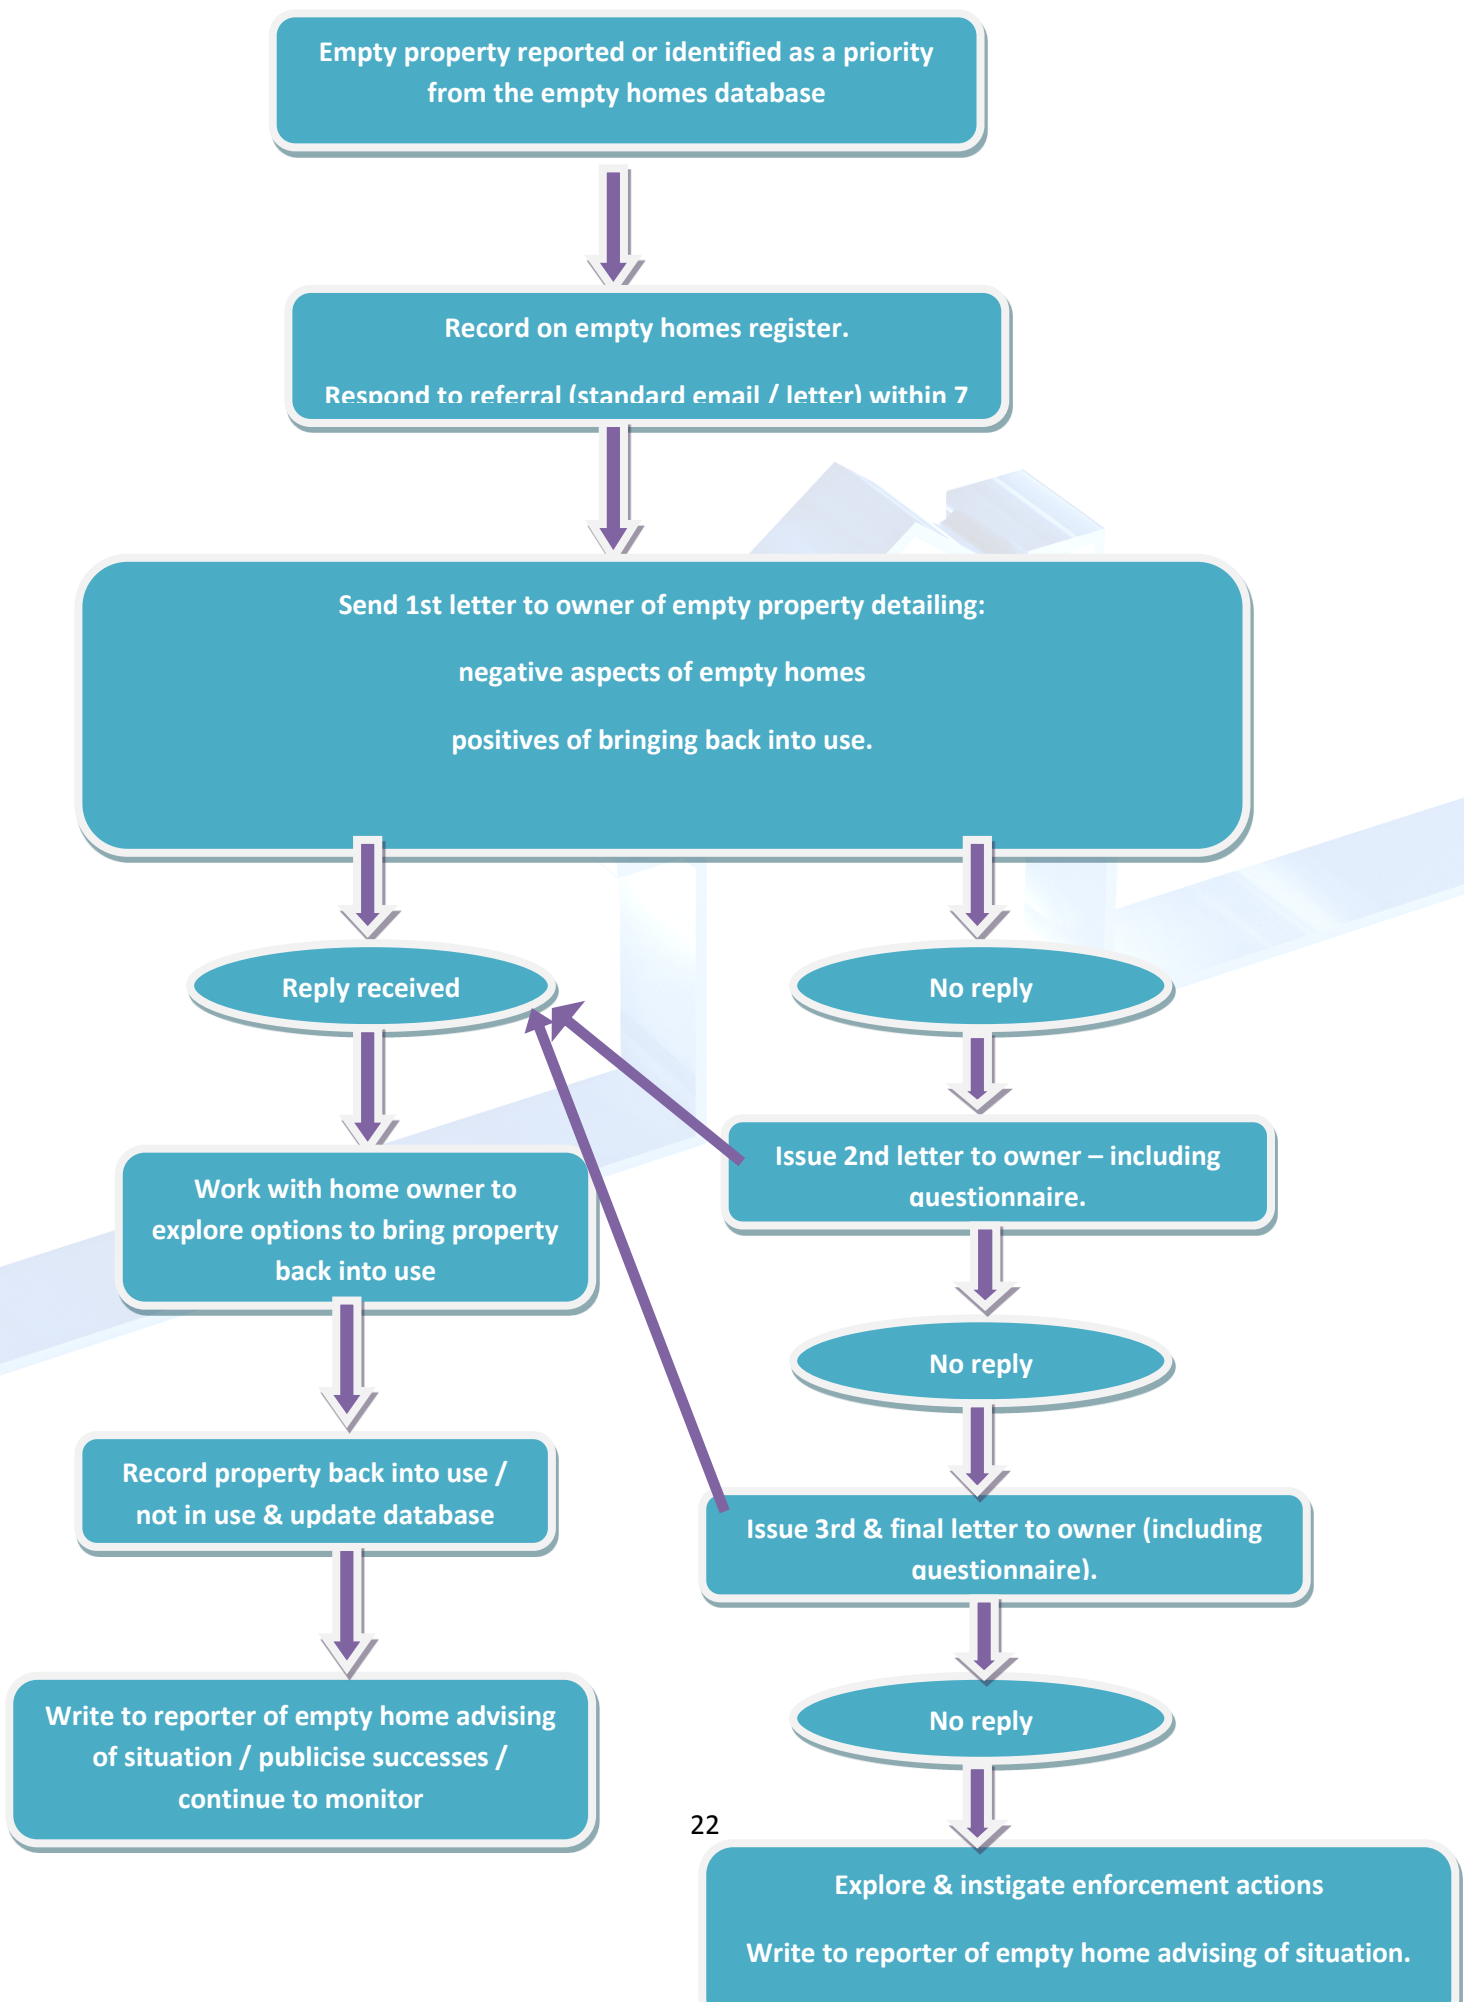 Empty property reported or identified as a priority
from the empty homes database
Record on empty homes register.
Respond to referral (standard email / letter) within 7
Send 1st letter to owner of empty property detailing:
negative aspects of empty homes
positives of bringing back into use.
Reply received
No reply
Work with home owner to
explore options to bring property
back into use
Issue 2nd letter to owner – including
questionnaire.
No reply
Record property back into use /
not in use & update database
Issue 3rd & final letter to owner (including
questionnaire).
Write to reporter of empty home advising
of situation / publicise successes /
continue to monitor
No reply
22
Explore & instigate enforcement actions
Write to reporter of empty home advising of situation.